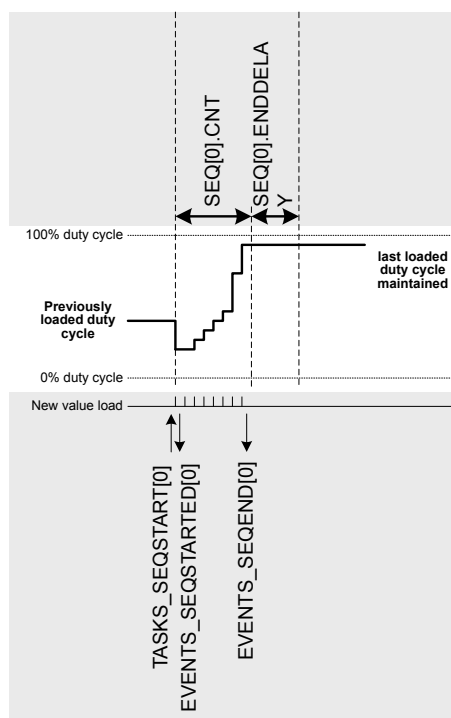 SEQ[0].CNT
SEQ[0].ENDDELA
Y
100% duty cycle
last loaded
duty cycle
maintained
Previously
loaded duty
cycle
0% duty cycle
New value load
TASKS_SEQSTART[0]
EVENTS_SEQSTARTED[0]
EVENTS_SEQEND[0]